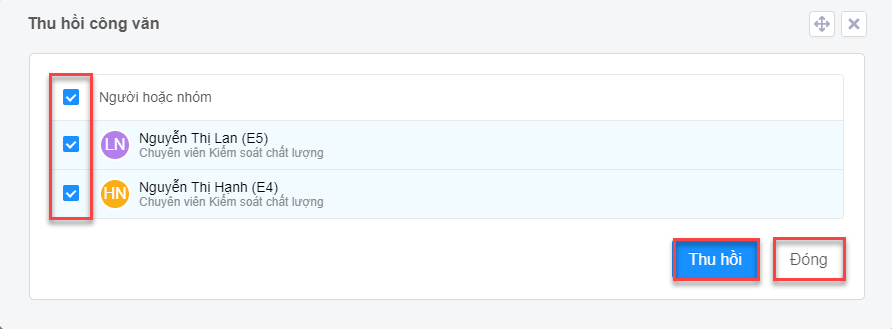 Thu hồi công văn
Người hoặc nhóm
LN
Nguyễn Thị Lan (E5)
Chuyên viên Kiểm soát chất lượng
HN
Nguyễn Thị Hạnh (E4)
Chuyên viên Kiểm soát chất lượng
Thu hồi
Đóng